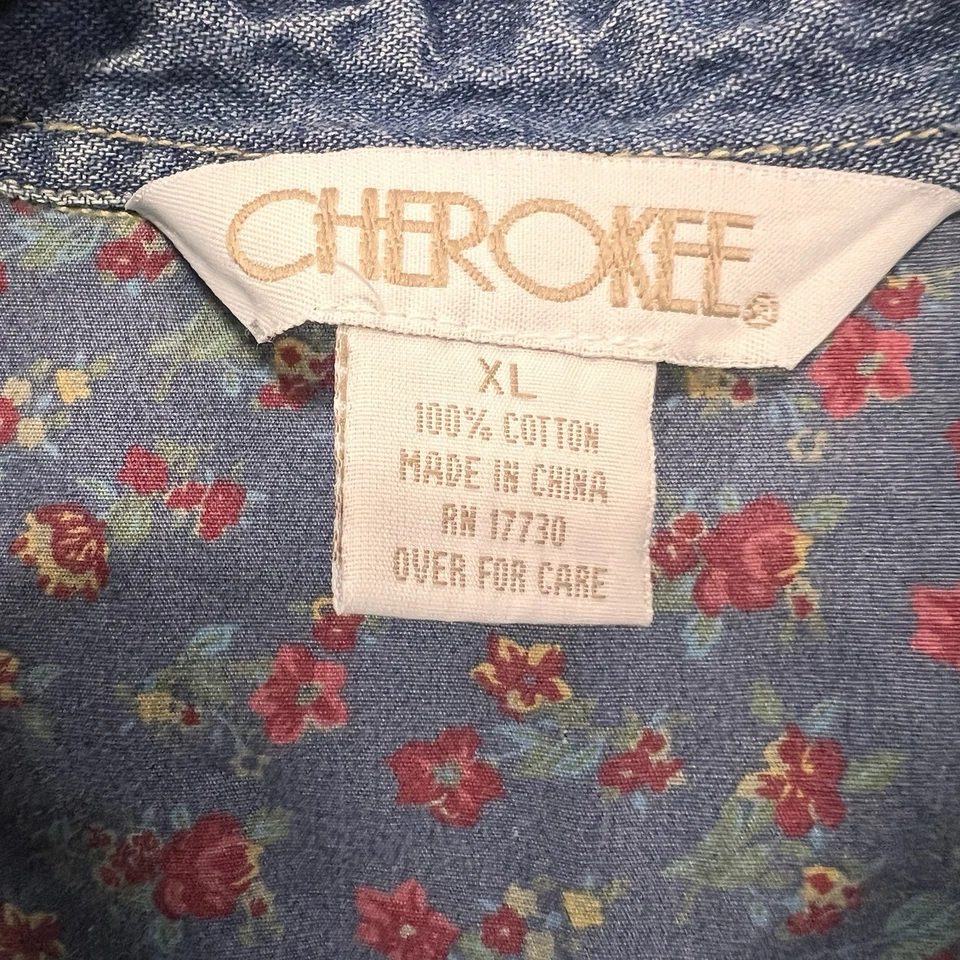 CHEROKEE®
XL
100% COTTON
MADE IN CHINA
RN 17730
OVER FOR CARE